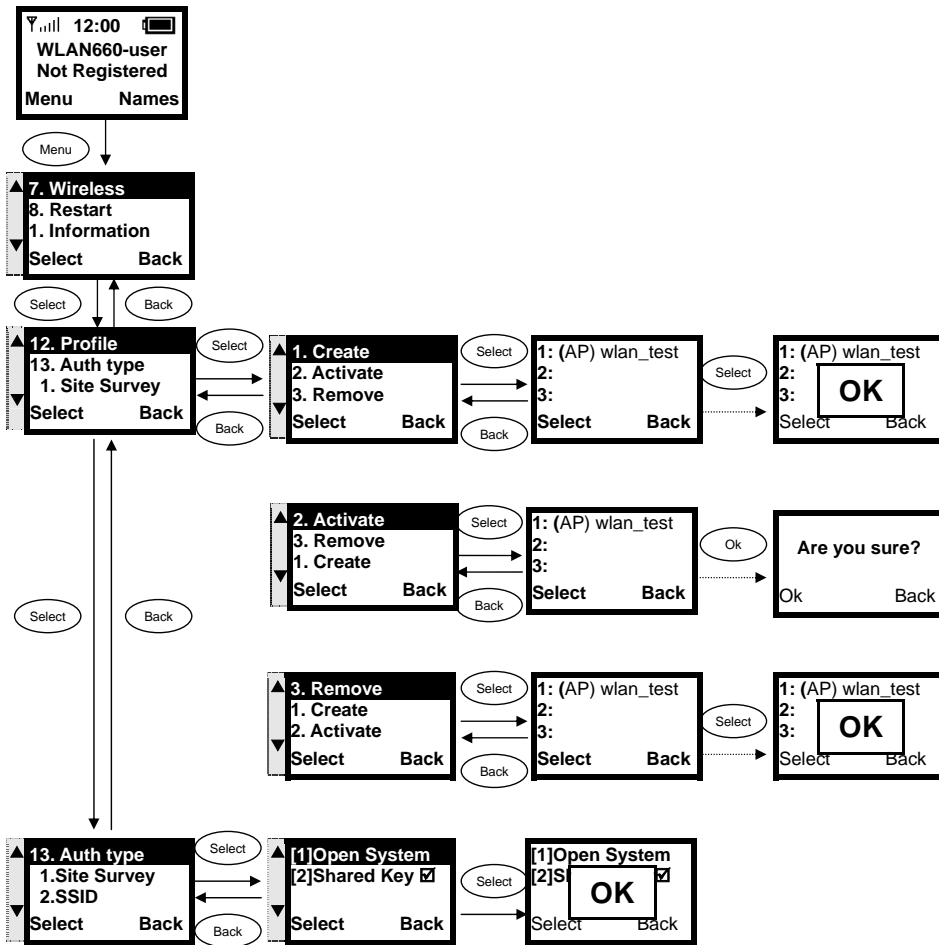 12:00
WLAN660-user
Not Registered
Menu Names
Menu
7. Wireless
8. Restart
1. Information
Select Back
Select
Back
12. Profile
13. Auth type
1. Site Survey
Select Back
Select
Back
1. Create
2. Activate
3. Remove
Select Back
Select
Back
1: (AP) wlan_test
2:
3:
Select Back
Select
1: (AP) wlan_test
2:
3:
OK
Select Back
2. Activate
3. Remove
1. Create
Select Back
Select
Back
1: (AP) wlan_test
2:
3:
Select Back
Ok
Are you sure?
Ok Back
Select
Back
3. Remove
1. Create
2. Activate
Select Back
Select
Back
1: (AP) wlan_test
2:
3:
Select Back
Select
1: (AP) wlan_test
2:
3:
OK
Select Back
13. Auth type
1.Site Survey
2.SSID
Select Back
Select
Back
[1]Open System
[2]Shared Key
Select Back
Select
[1]Open System
[2]
OK
Select Back